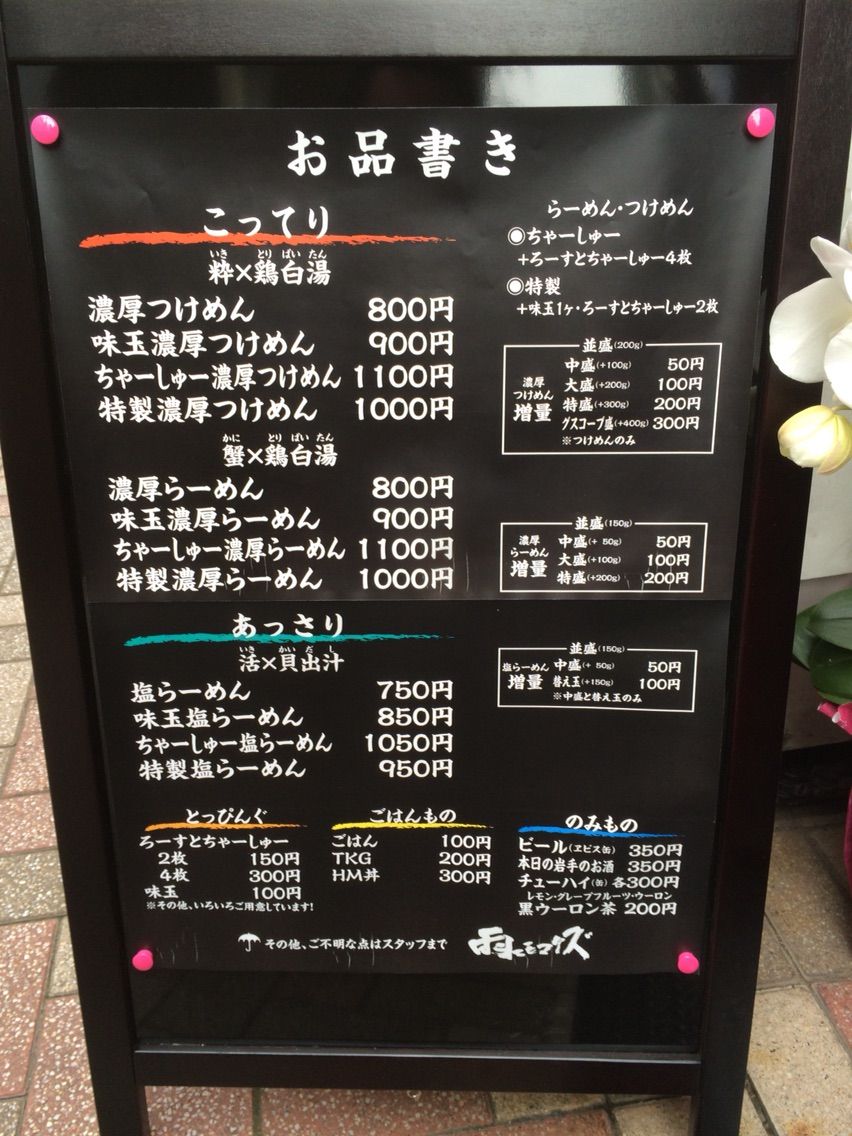 お品書き
こってり
いき とり ぱい たん
粋×鶏白湯
濃厚つけめん 800円
味玉濃厚つけめん 900円
ちゃーしゅー濃厚つけめん 1100円
特製濃厚つけめん 1000円
かに とり ぱい たん
蟹×鶏白湯
濃厚らーめん 800円
味玉濃厚らーめん 900円
ちゃーしゅー濃厚らーめん 1100円
特製濃厚らーめん 1000円
らーめん・つけめん
◉ちゃーしゅー
+ろーすとちゃーしゅー4枚
◉特製
+味玉1ヶ・ろーすとちゃーしゅー2枚
並盛(200g)
濃厚つけめん増量
中盛(+100g) 50円
大盛(+200g) 100円
特盛(+300g) 200円
グスコーブ盛(+400g) 300円
※つけめんのみ
並盛(150g)
濃厚らーめん増量
中盛(+ 50g) 50円
大盛(+100g) 100円
特盛(+200g) 200円
あっさり
いき かい だ し
活×貝出汁
塩らーめん 750円
味玉塩らーめん 850円
ちゃーしゅー塩らーめん 1050円
特製塩らーめん 950円
並盛(150g)
塩らーめん増量
中盛(+ 50g) 50円
替え玉(+150g) 100円
※中盛と替え玉のみ
とっぴんぐ
ろーすとちゃーしゅー
2枚 150円
4枚 300円
味玉 100円
※その他、いろいろご用意しています!
ごはんもの
ごはん 100円
TKG 200円
HM丼 300円
のみもの
ビール(ヱビス缶) 350円
本日の岩手のお酒 350円
チューハイ(缶) 各300円
レモン・グレープフルーツ・ウーロン
黒ウーロン茶 200円
その他、ご不明な点はスタッフまで
雨ニモマケズ